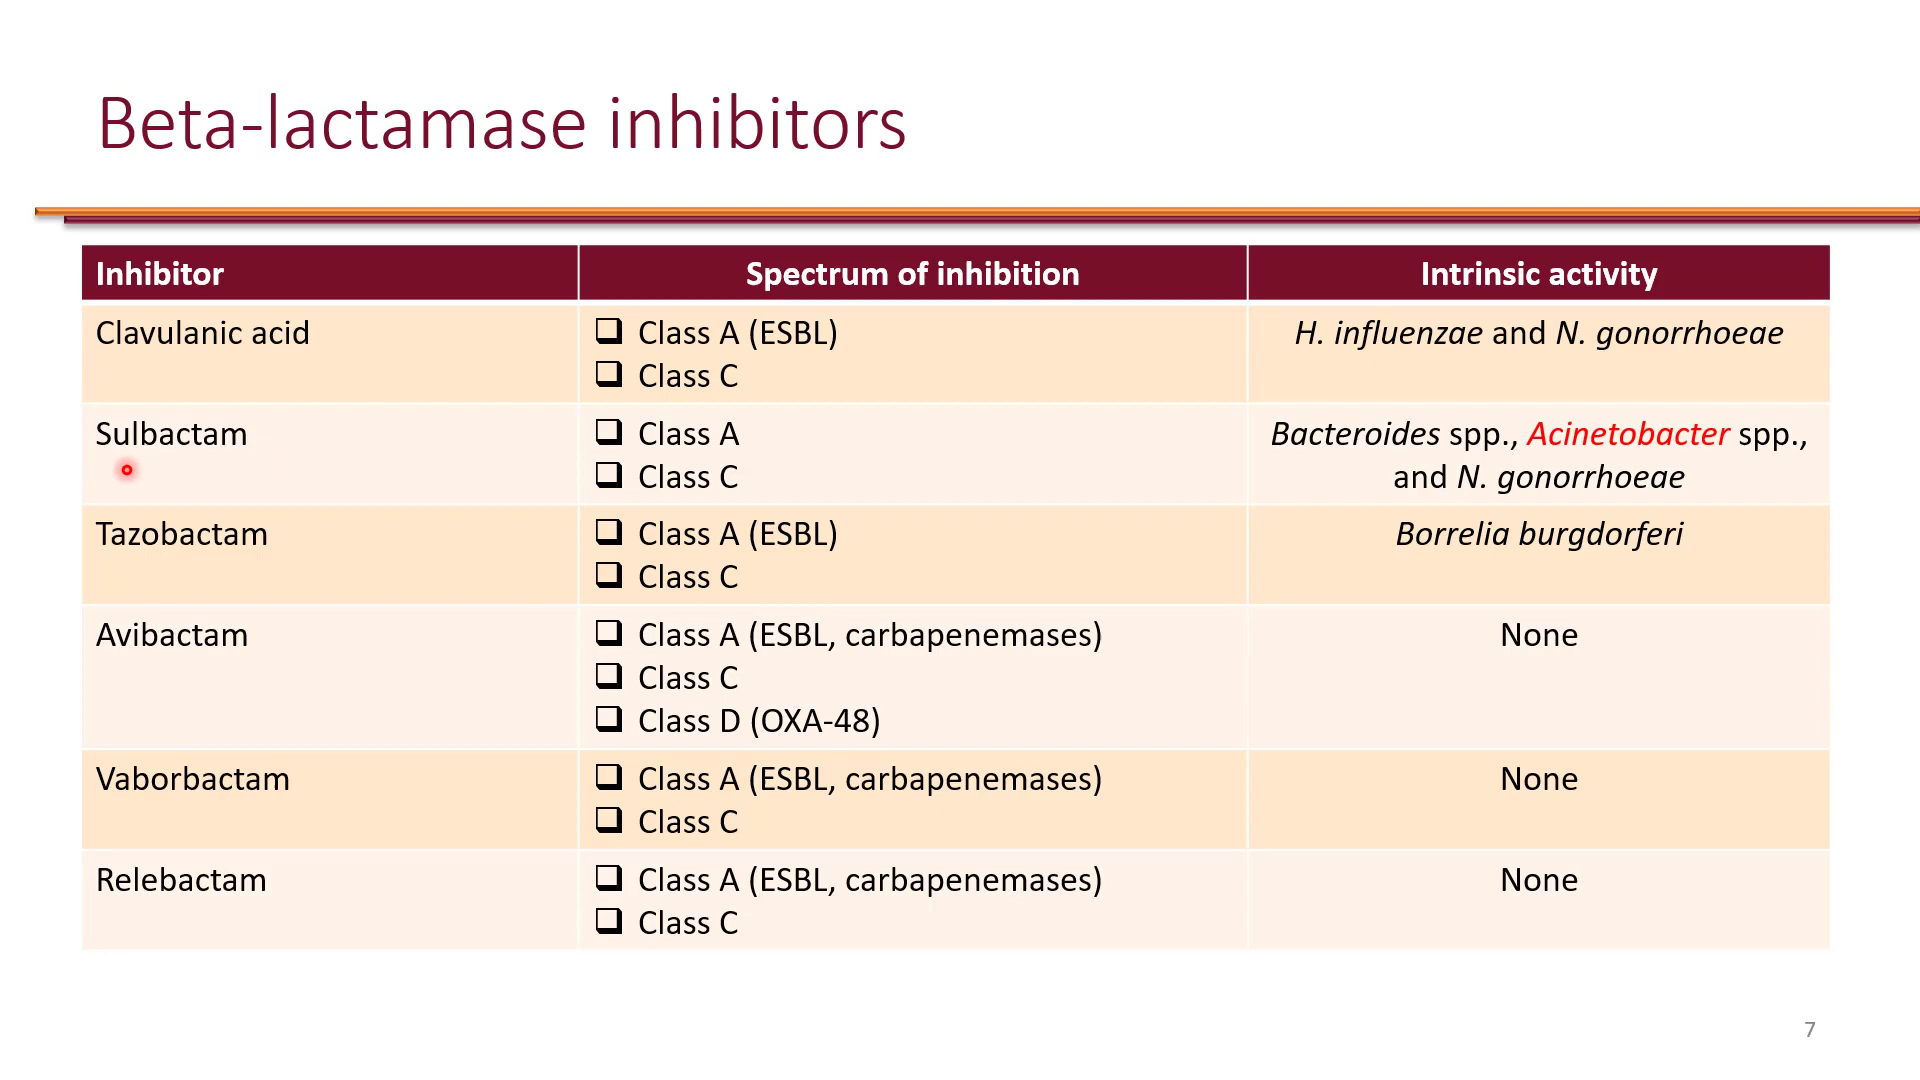 Beta-lactamase inhibitors
Inhibitor
Spectrum of inhibition
Intrinsic activity
Clavulanic acid
Class A (ESBL)
Class C
H. influenzae and N. gonorrhoeae
Sulbactam
Class A
Class C
Bacteroides spp., Acinetobacter spp.,
and N. gonorrhoeae
Tazobactam
Class A (ESBL)
Class C
Borrelia burgdorferi
Avibactam
Class A (ESBL, carbapenemases)
Class C
Class D (OXA-48)
None
Vaborbactam
Class A (ESBL, carbapenemases)
Class C
None
Relebactam
Class A (ESBL, carbapenemases)
Class C
None
7